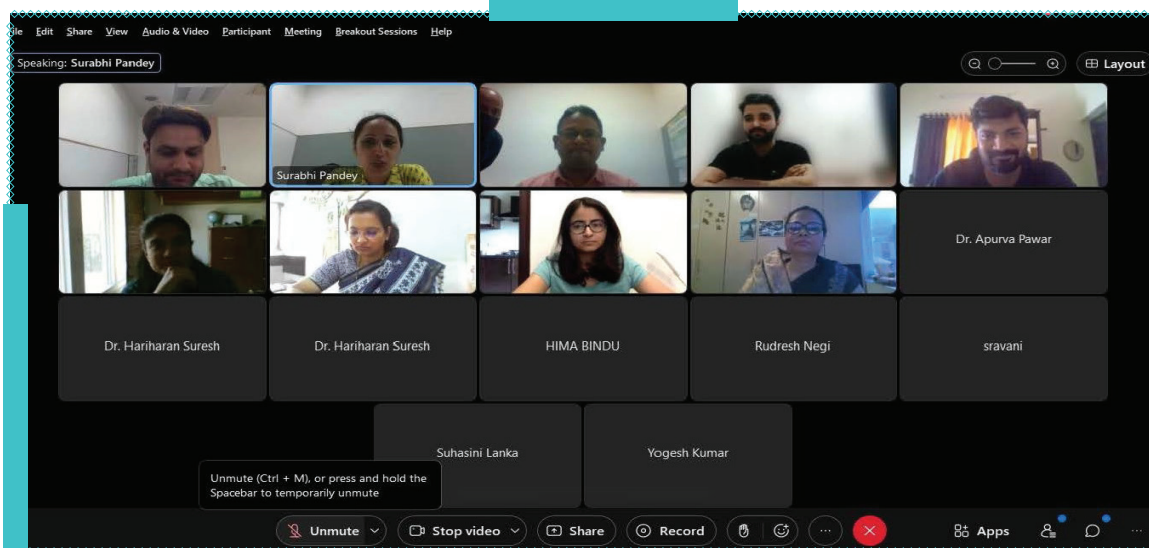 ile Edit Share View Audio & Video Participant Meeting Breakout Sessions Help
Speaking: Surabhi Pandey
Layout
Surabhi Pandey
Dr. Apurva Pawar
Dr. Hariharan Suresh
Dr. Hariharan Suresh
HIMA BINDU
Rudresh Negi
sravani
Suhasini Lanka
Yogesh Kumar
Unmute (Ctrl + M), or press and hold the
Spacebar to temporarily unmute
Unmute
Stop video
Share
Record
Apps